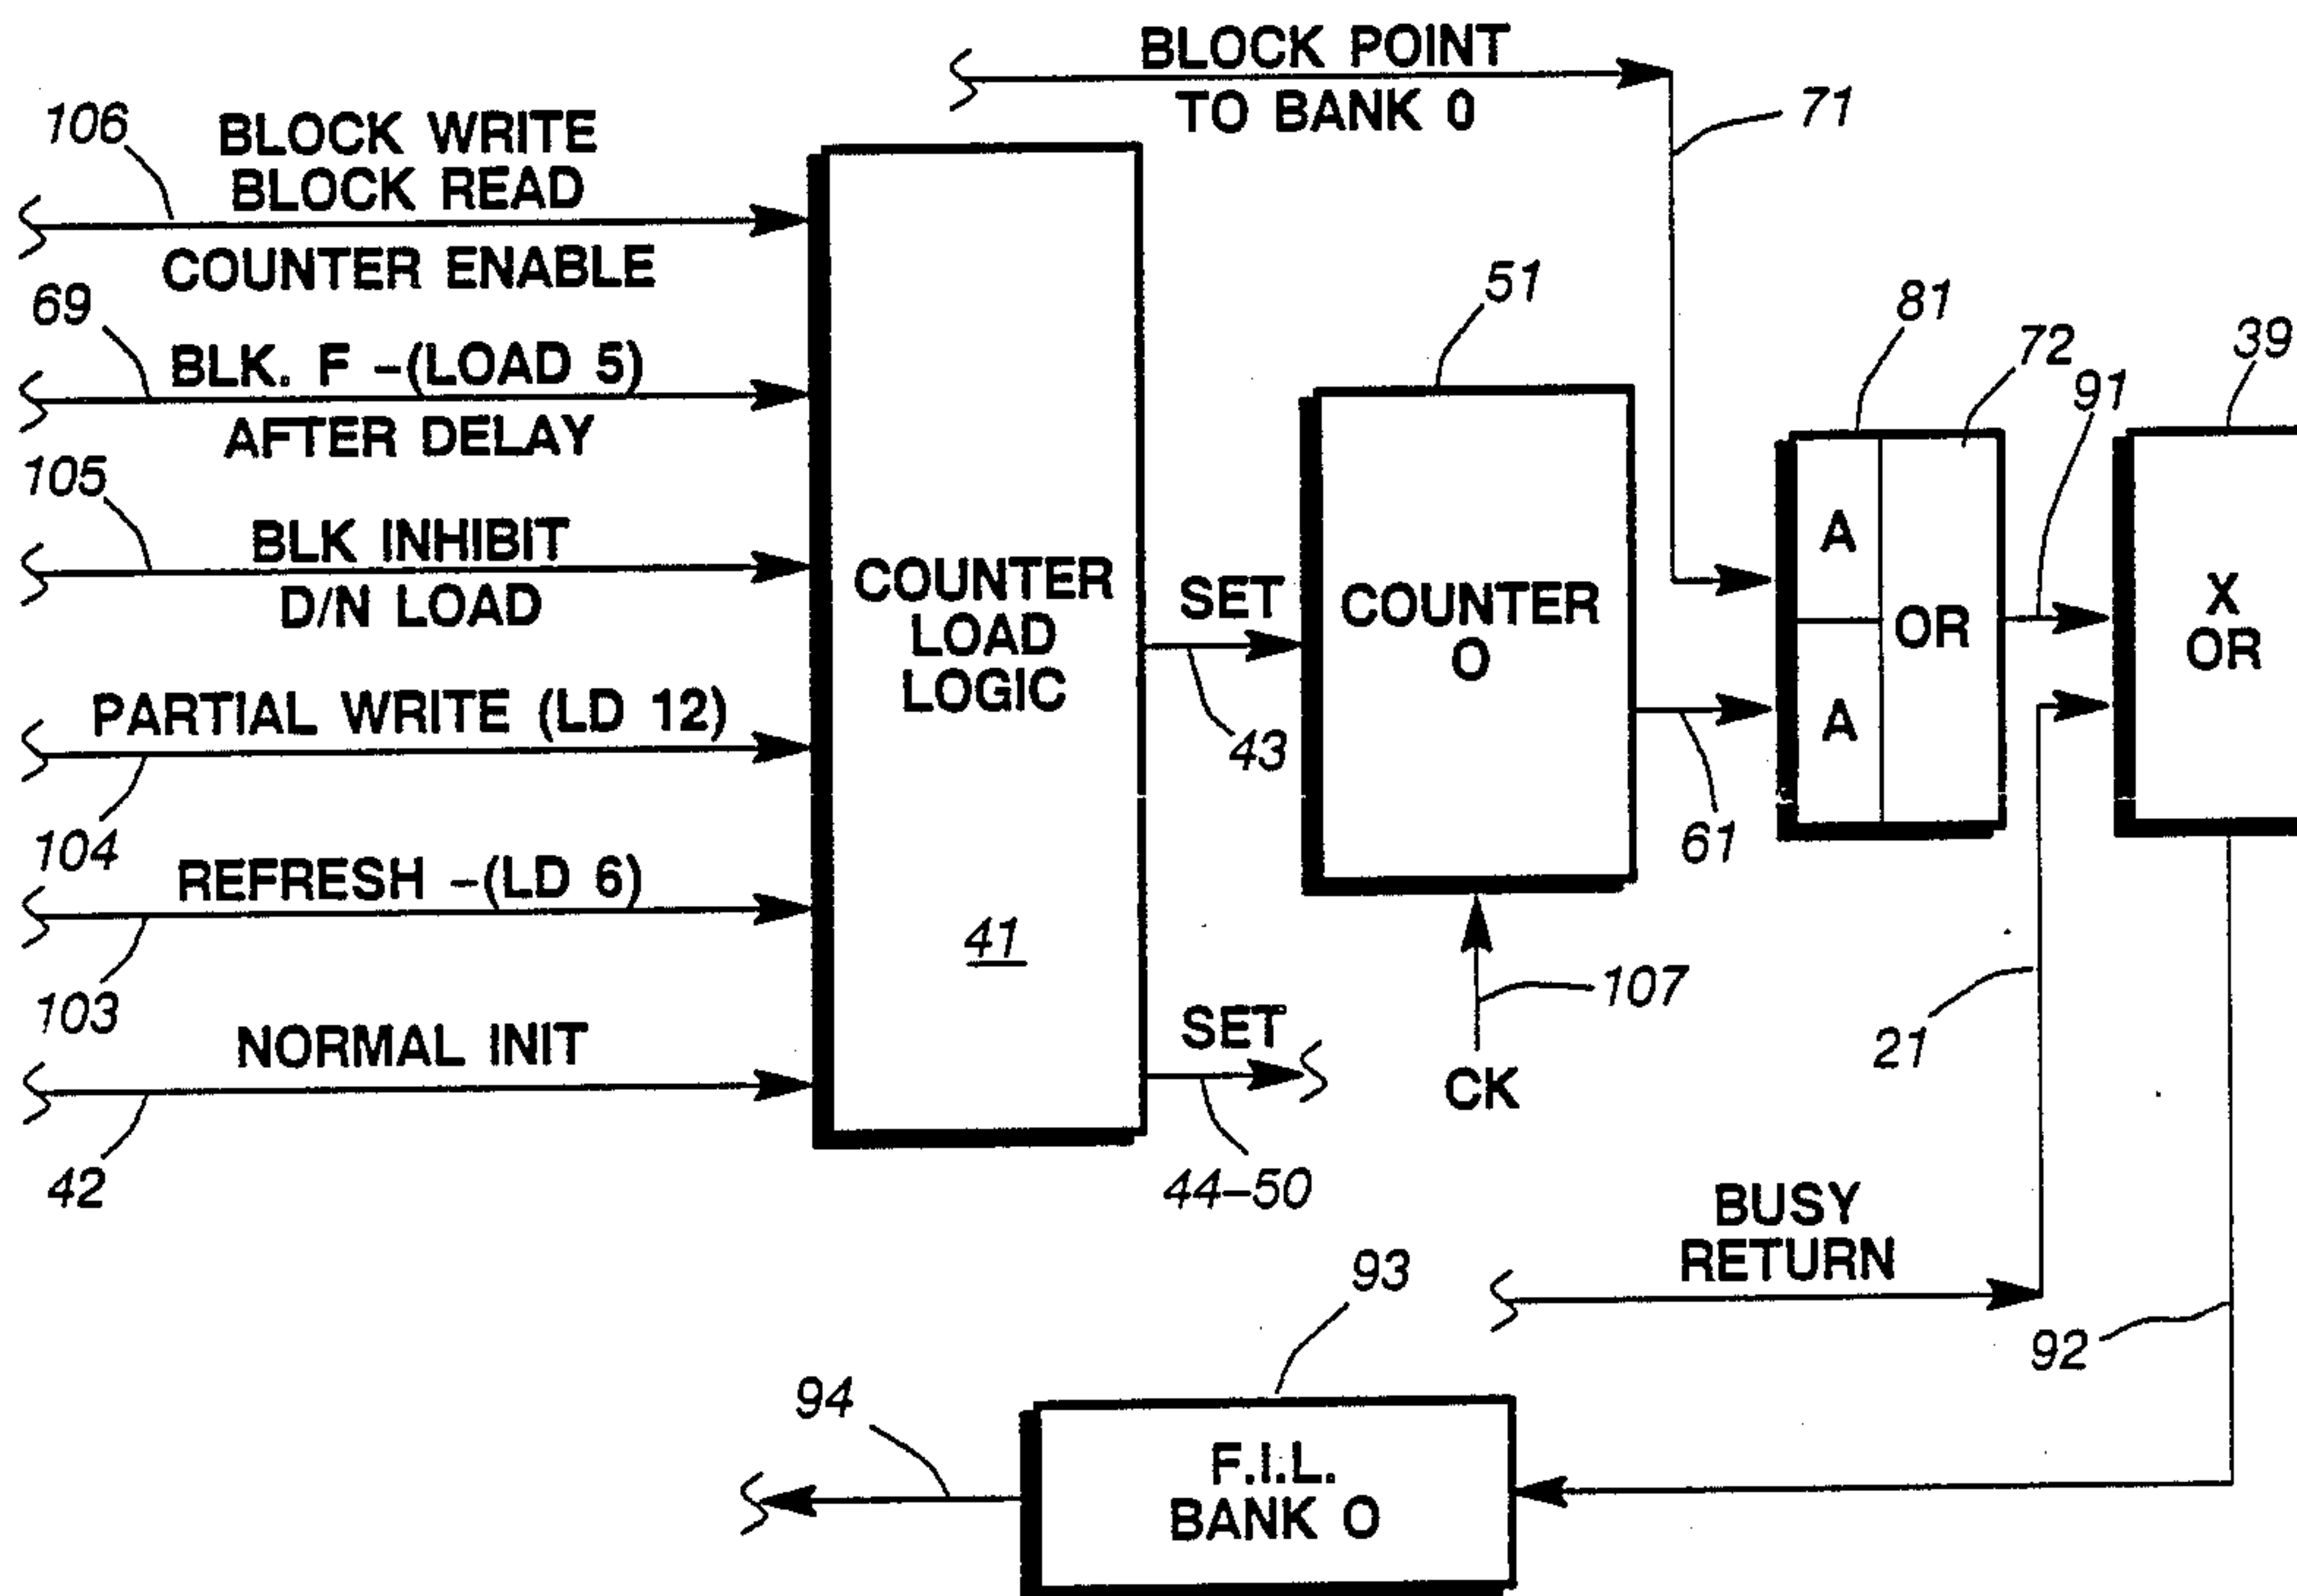 BLOCK POINT
TO BANK 0
71
106
BLOCK WRITE
BLOCK READ
COUNTER ENABLE
69
BLK. F -(LOAD 5)
AFTER DELAY
105
BLK INHIBIT
D/N LOAD
PARTIAL WRITE (LD 12)
104
REFRESH -(LD 6)
103
NORMAL INIT
42
COUNTER
LOAD
LOGIC
41
SET
43
SET
44-50
51
COUNTER
O
107
CK
61
81
72
91
A
A
OR
39
X
OR
21
BUSY
RETURN
92
93
F.I.L.
BANK O
94